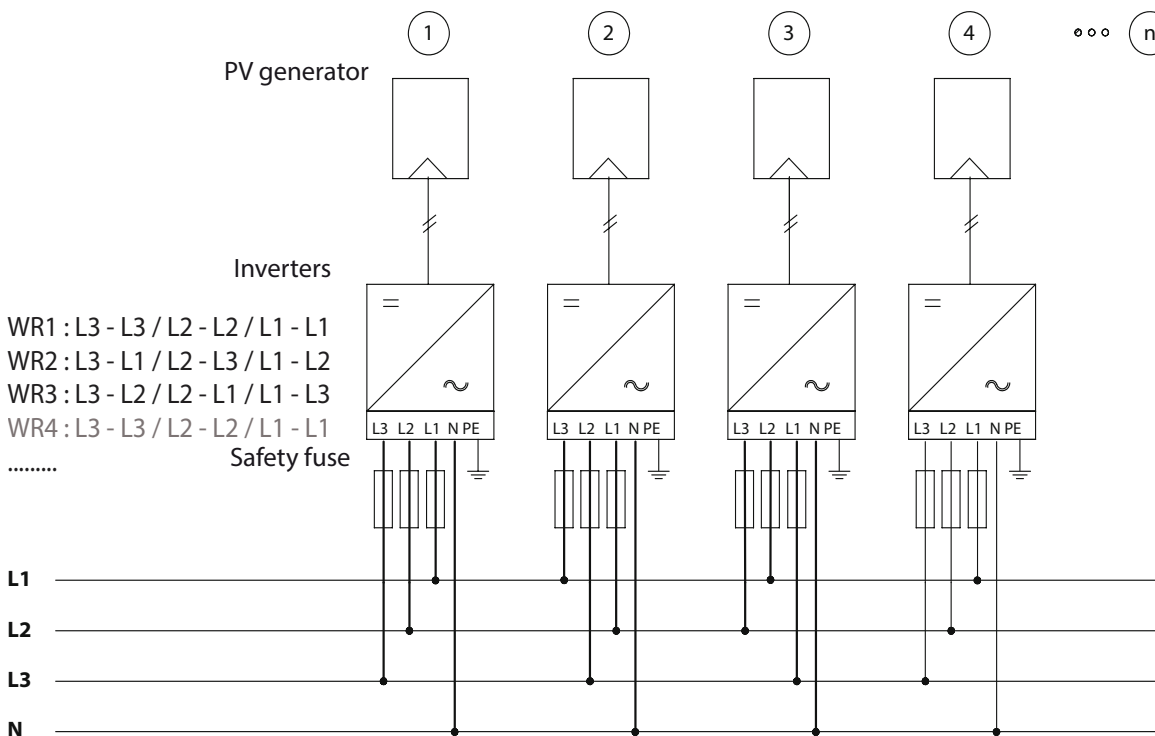 1 2 3 4 n
PV generator
Inverters
WR1 : L3 - L3 / L2 - L2 / L1 - L1
WR2 : L3 - L1 / L2 - L3 / L1 - L2
WR3 : L3 - L2 / L2 - L1 / L1 - L3
WR4 : L3 - L3 / L2 - L2 / L1 - L1
.........
L3 L2 L1 N PE L3 L2 L1 N PE L3 L2 L1 N PE L3 L2 L1 N PE
Safety fuse
L1
L2
L3
N